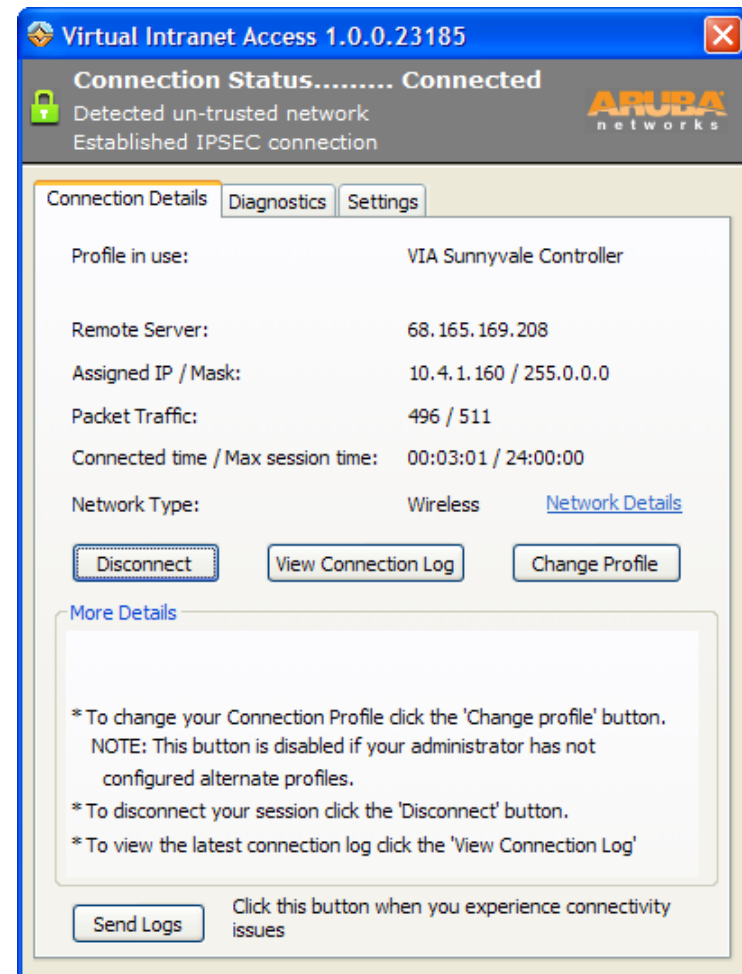 Virtual Intranet Access 1.0.0.23185
Connection Status......... Connected
Detected un-trusted network
Established IPSEC connection
ARUBA
networks
Connection Details
Diagnostics
Settings
Profile in use: VIA Sunnyvale Controller
Remote Server: 68.165.169.208
Assigned IP / Mask: 10.4.1.160 / 255.0.0.0
Packet Traffic: 496 / 511
Connected time / Max session time: 00:03:01 / 24:00:00
Network Type: Wireless Network Details
Disconnect
View Connection Log
Change Profile
More Details
* To change your Connection Profile click the 'Change profile' button.
NOTE: This button is disabled if your administrator has not
configured alternate profiles.
* To disconnect your session click the 'Disconnect' button.
* To view the latest connection log click the 'View Connection Log'
Send Logs
Click this button when you experience connectivity
issues